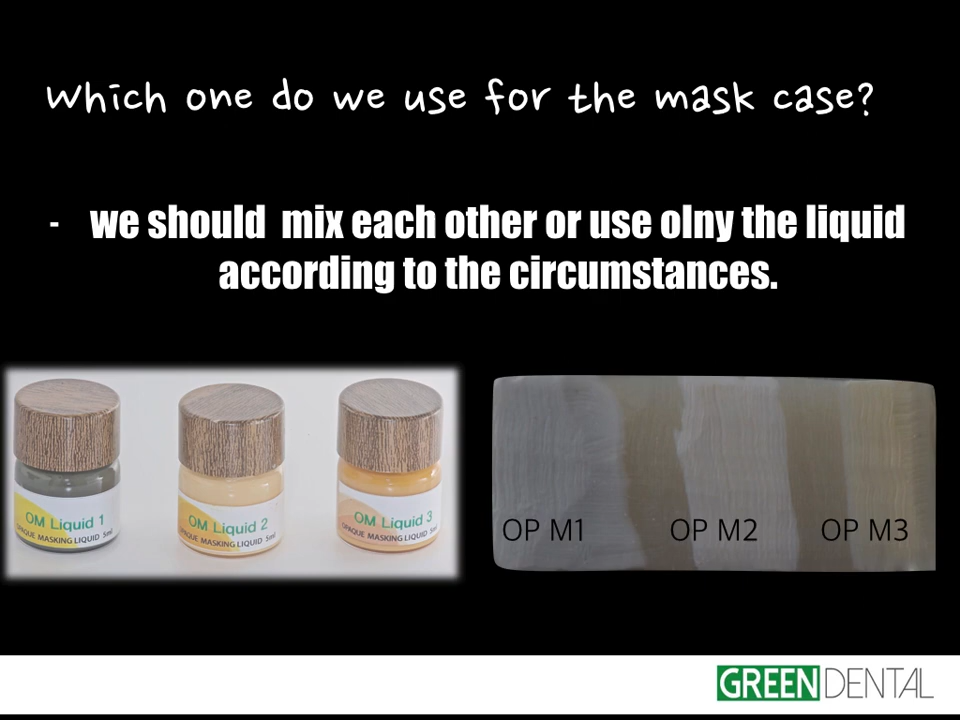 Which one do we use for the mask case?
- we should mix each other or use olny the liquid
according to the circumstances.
OM Liquid 1
OPAQUE MASKING LIQUID 5ml
OM Liquid 2
OPAQUE MASKING LIQUID 5ml
OM Liquid 3
OPAQUE MASKING LIQUID 5ml
OP M1
OP M2
OP M3
GREENDENTAL